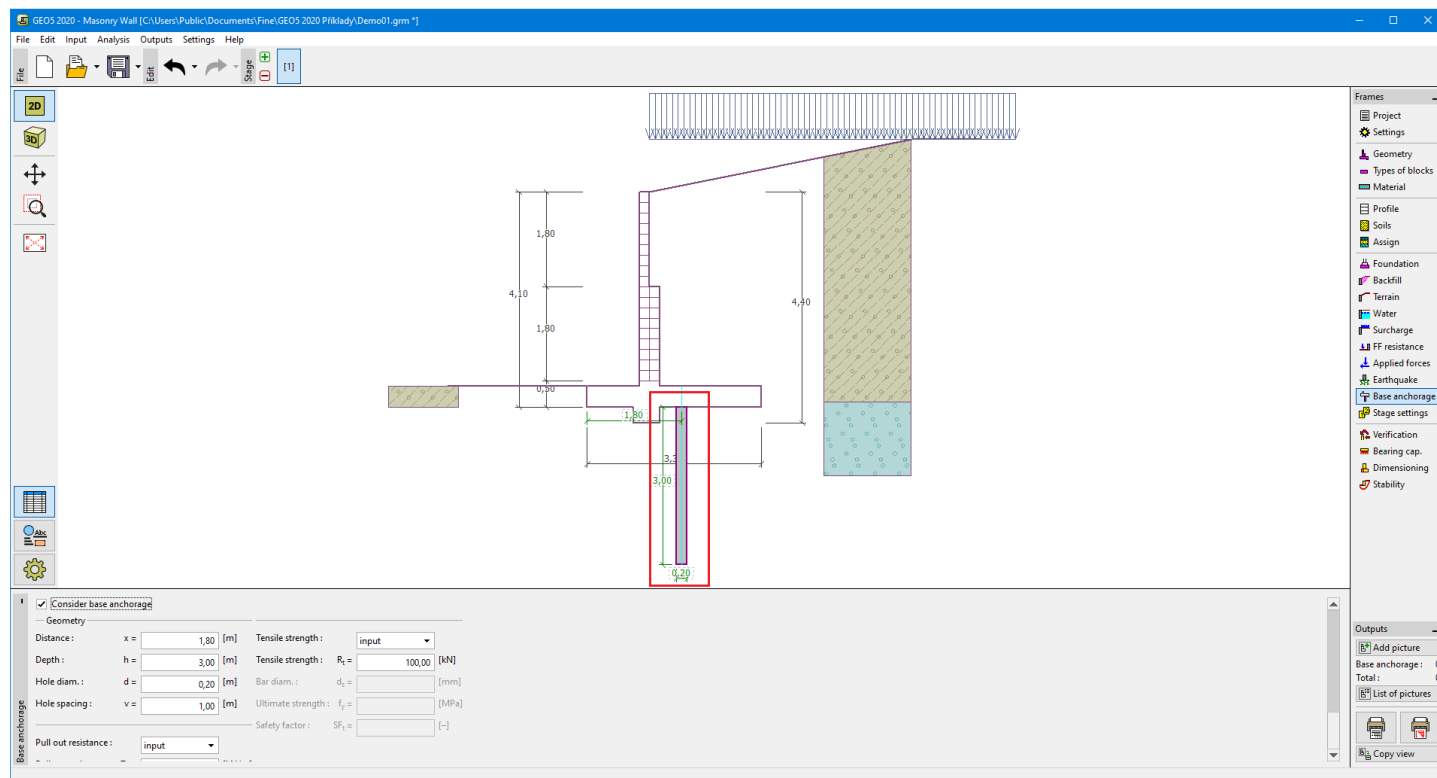 GEO5 2020 - Masonry Wall [C:\Users\Public\Documents\Fine\GEO5 2020 Příklady\Demo01.grm *]
File Edit Input Analysis Outputs Settings Help
File
Edit
Stage
[1]
2D
3D
Abc
1,80
4,10
1,80
0,50
4,40
1,80
3,00
0,20
Frames
Project
Settings
Geometry
Types of blocks
Material
Profile
Soils
Assign
Foundation
Backfill
Terrain
Water
Surcharge
FF resistance
Applied forces
Earthquake
Base anchorage
Stage settings
Verification
Bearing cap.
Dimensioning
Stability
Outputs
Add picture
Base anchorage :
Total :
List of pictures
Copy view
Base anchorage
Consider base anchorage
Geometry
Distance : x = 1,80 [m]
Depth : h = 3,00 [m]
Hole diam. : d = 0,20 [m]
Hole spacing : v = 1,00 [m]
Pull out resistance : input
Tensile strength : input
Tensile strength : Rt = 100,00 [kN]
Bar diam. : ds = [mm]
Ultimate strength : fy = [MPa]
Safety factor : SFt = [–]